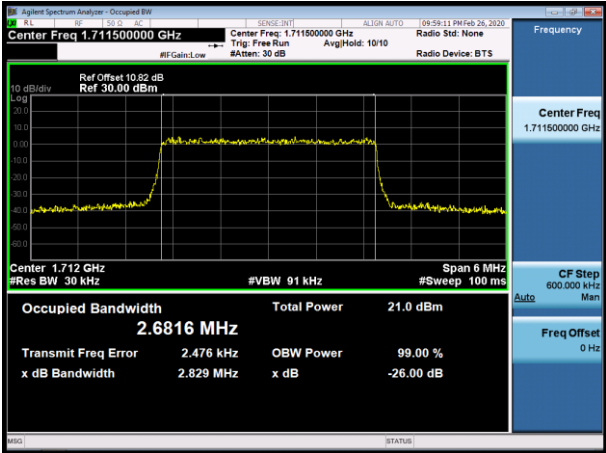 Agilent Spectrum Analyzer - Occupied BW
RL RF 50 Ω AC SENSE:INT ALIGN AUTO 09:59:11 PM Feb 26, 2020
Center Freq 1.711500000 GHz
#IFGain:Low
Center Freq: 1.711500000 GHz
Trig: Free Run Avg|Hold: 10/10
#Atten: 30 dB
Radio Std: None
Radio Device: BTS
Ref Offset 10.82 dB
10 dB/div Ref 30.00 dBm
Log
20.0
10.0
0.00
-10.0
-20.0
-30.0
-40.0
-50.0
-60.0
Center 1.712 GHz Span 6 MHz
#Res BW 30 kHz #VBW 91 kHz #Sweep 100 ms
Occupied Bandwidth Total Power 21.0 dBm
2.6816 MHz
Transmit Freq Error 2.476 kHz OBW Power 99.00 %
x dB Bandwidth 2.829 MHz x dB -26.00 dB
MSG STATUS
Frequency
Center Freq
1.711500000 GHz
CF Step
600.000 kHz
Auto Man
Freq Offset
0 Hz